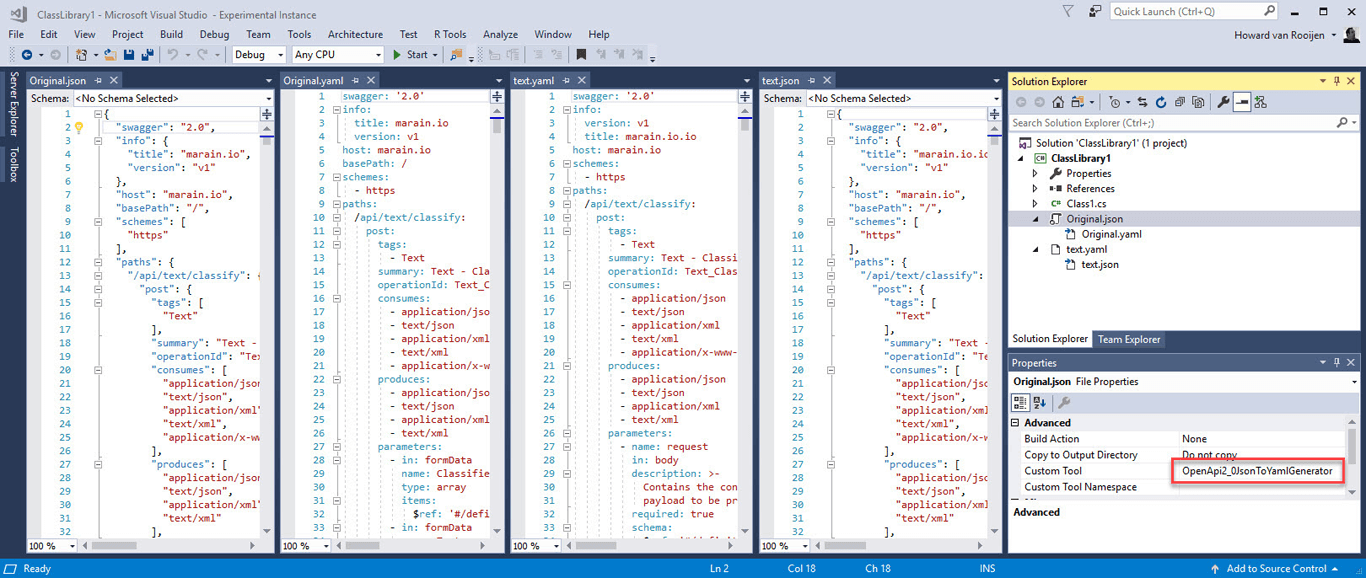 ClassLibrary1 - Microsoft Visual Studio - Experimental Instance
Quick Launch (Ctrl+Q)
File Edit View Project Build Debug Team Tools Architecture Test R Tools Analyze Window Help
Howard van Rooijen
Debug Any CPU Start
Server Explorer
Toolbox
Original.json
Schema: <No Schema Selected>
1 {
2 "swagger": "2.0",
3 "info": {
4 "title": "marain.io",
5 "version": "v1"
6 },
7 "host": "marain.io",
8 "basePath": "/",
9 "schemes": [
10 "https"
11 ],
12 "paths": {
13 "/api/text/classify": {
14 "post": {
15 "tags": [
16 "Text"
17 ],
18 "summary": "Text -
19 "operationId": "Tex
20 "consumes": [
21 "application/json
22 "text/json",
23 "application/xml"
24 "text/xml",
25 "application/x-ww
26 ],
27 "produces": [
28 "application/json
29 "text/json",
30 "application/xml"
31 "text/xml"
32 ],
100 %
Original.yaml
1 swagger: '2.0'
2 info:
3 title: marain.io
4 version: v1
5 host: marain.io
6 basePath: /
7 schemes:
8 - https
9 paths:
10 /api/text/classify:
11 post:
12 tags:
13 - Text
14 summary: Text - Cla
15 operationId: Text_C
16 consumes:
17 - application/jso
18 - text/json
19 - application/xml
20 - text/xml
21 - application/x-w
22 produces:
23 - application/jso
24 - text/json
25 - application/xml
26 - text/xml
27 parameters:
28 - in: formData
29 name: Classifie
30 type: array
31 items:
32 $ref: '#/defi
33 - in: formData
100 %
text.yaml
1 swagger: '2.0'
2 info:
3 version: v1
4 title: marain.io.io
5 host: marain.io
6 schemes:
7 - https
8 paths:
9 /api/text/classify:
10 post:
11 tags:
12 - Text
13 summary: Text - Classi
14 operationId: Text_Clas
15 consumes:
16 - application/json
17 - text/json
18 - application/xml
19 - text/xml
20 - application/x-www-
21 produces:
22 - application/json
23 - text/json
24 - application/xml
25 - text/xml
26 parameters:
27 - name: request
28 in: body
29 description: >-
30 Contains the con
31 payload to be pr
32 required: true
33 schema:
100 %
text.json
Schema: <No Schema Selected>
1 {
2 "swagger": "2.0",
3 "info": {
4 "title": "marain.io.
5 "version": "v1"
6 },
7 "host": "marain.io",
8 "basePath": "/",
9 "schemes": [
10 "https"
11 ],
12 "paths": {
13 "/api/text/classify":
14 "post": {
15 "tags": [
16 "Text"
17 ],
18 "summary": "Text -
19 "operationId": "Te
20 "consumes": [
21 "application/jso
22 "text/json",
23 "application/xml
24 "text/xml",
25 "application/x-w
26 ],
27 "produces": [
28 "application/jso
29 "text/json",
30 "application/xml
31 "text/xml"
32 ],
100 %
Solution Explorer
Search Solution Explorer (Ctrl+;)
Solution 'ClassLibrary1' (1 project)
ClassLibrary1
Properties
References
Class1.cs
Original.json
Original.yaml
text.yaml
text.json
Solution Explorer Team Explorer
Properties
Original.json File Properties
Advanced
Build Action None
Copy to Output Directory Do not copy
Custom Tool OpenApi2_0JsonToYamlGenerator
Custom Tool Namespace
Advanced
Ready Ln 2 Col 18 Ch 18 INS Add to Source Control